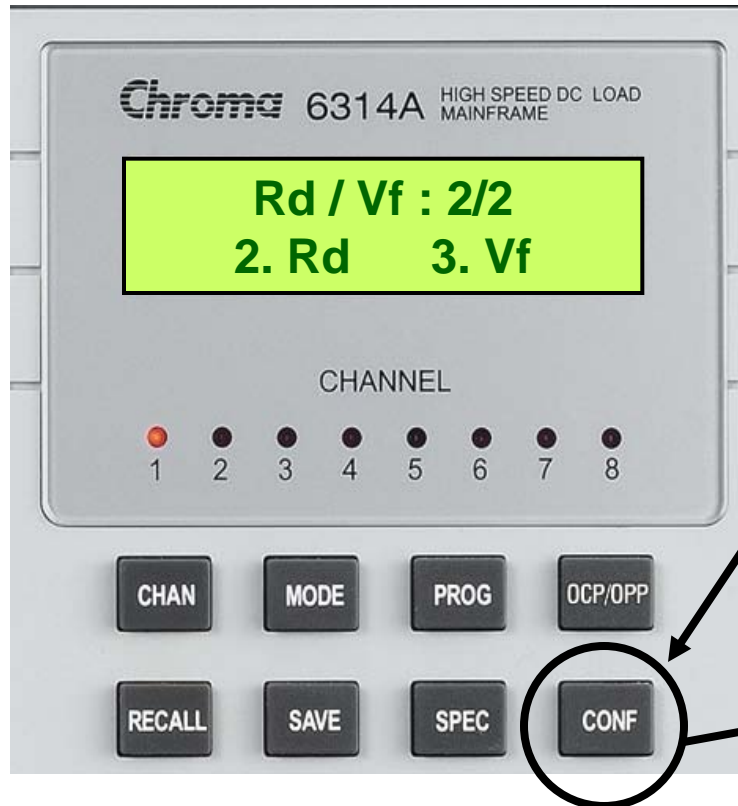 Chroma 6314A HIGH SPEED DC LOAD
MAINFRAME
Rd / Vf : 2/2
2. Rd 3. Vf
CHANNEL
1 2 3 4 5 6 7 8
CHAN MODE PROG OCP/OPP
RECALL SAVE SPEC CONF